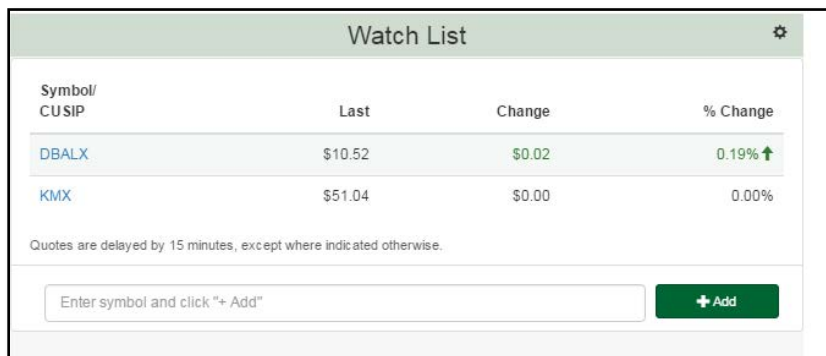 Watch List
Symbol/
CUSIP Last Change % Change
DBALX $10.52 $0.02 0.19%
KMX $51.04 $0.00 0.00%
Quotes are delayed by 15 minutes, except where indicated otherwise.
Enter symbol and click "+ Add"
+ Add